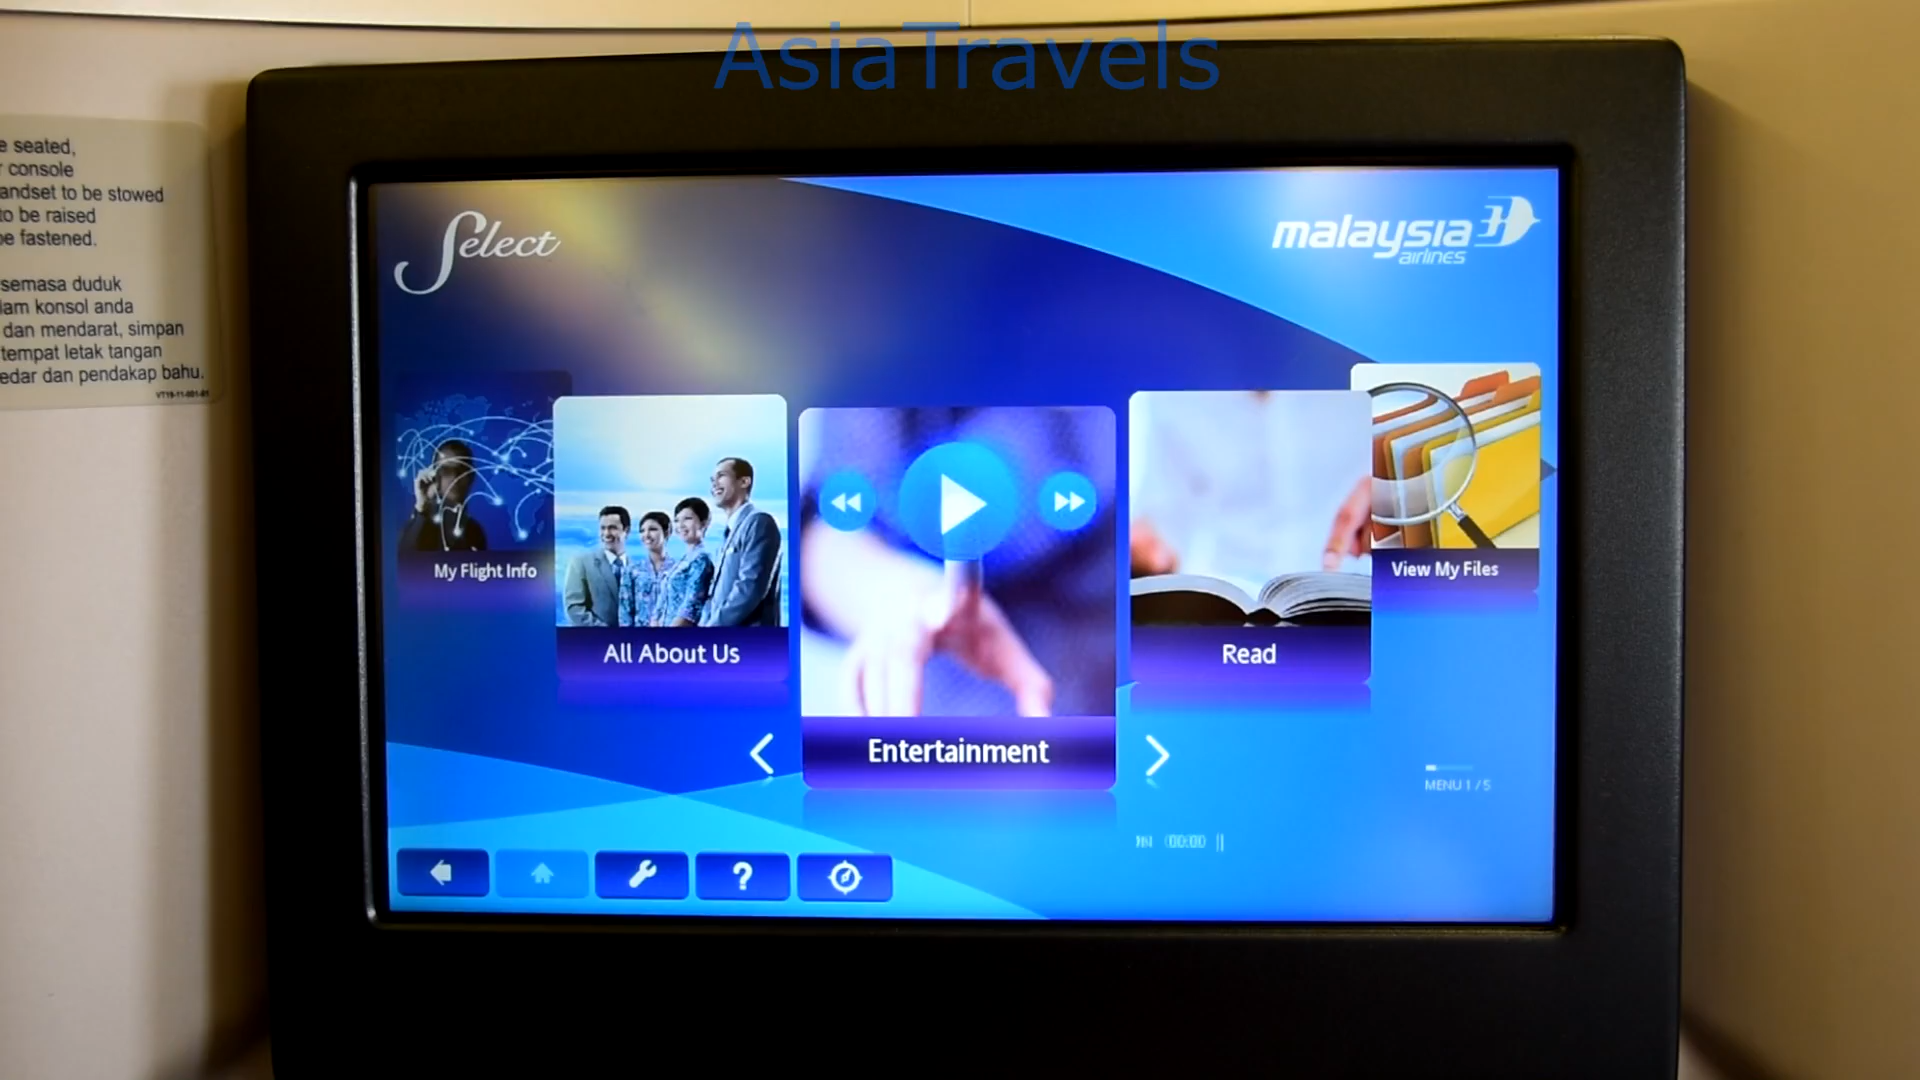 AsiaTravels
e seated,
r console
andset to be stowed
to be raised
be fastened.
semasa duduk
lam konsol anda
dan mendarat, simpan
tempat letak tangan
edar dan pendakap bahu.
Select
malaysia
airlines
My Flight Info
All About Us
Entertainment
Read
View My Files
MENU 1 / 5
00:00